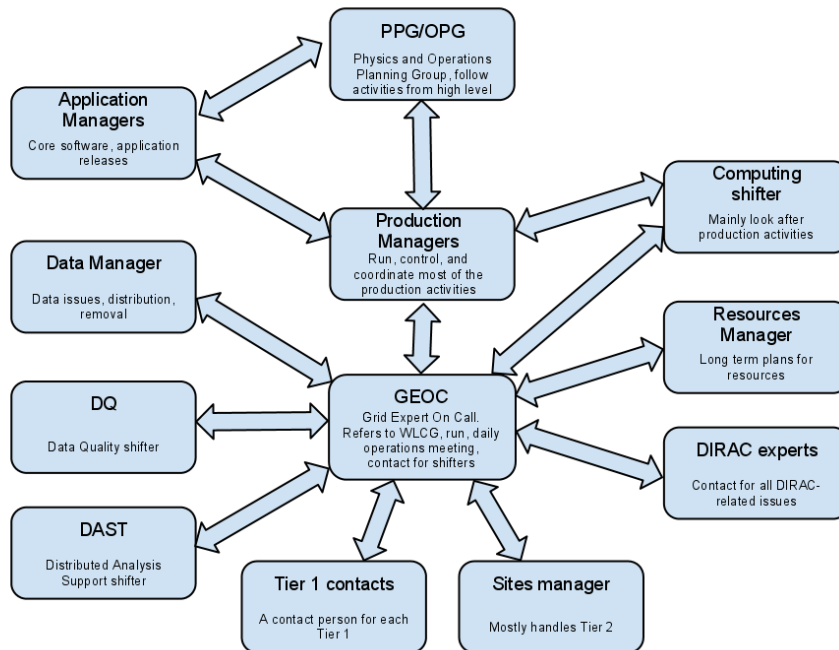 PPG/OPG
Physics and Operations
Planning Group, follow
activities from high level
Application
Managers
Core software, application
releases
Computing
shifter
Mainly look after
production activities
Production
Managers
Run, control, and
coordinate most of the
production activities
Data Manager
Data issues, distribution,
removal
Resources
Manager
Long term plans for
resources
GEOC
Grid Expert On Call.
Refers to WLCG, run, daily
operations meeting,
contact for shifters
DQ
Data Quality shifter
DIRAC experts
Contact for all DIRAC-
related issues
DAST
Distributed Analysis
Support shifter
Tier 1 contacts
A contact person for each
Tier 1
Sites manager
Mostly handles Tier 2